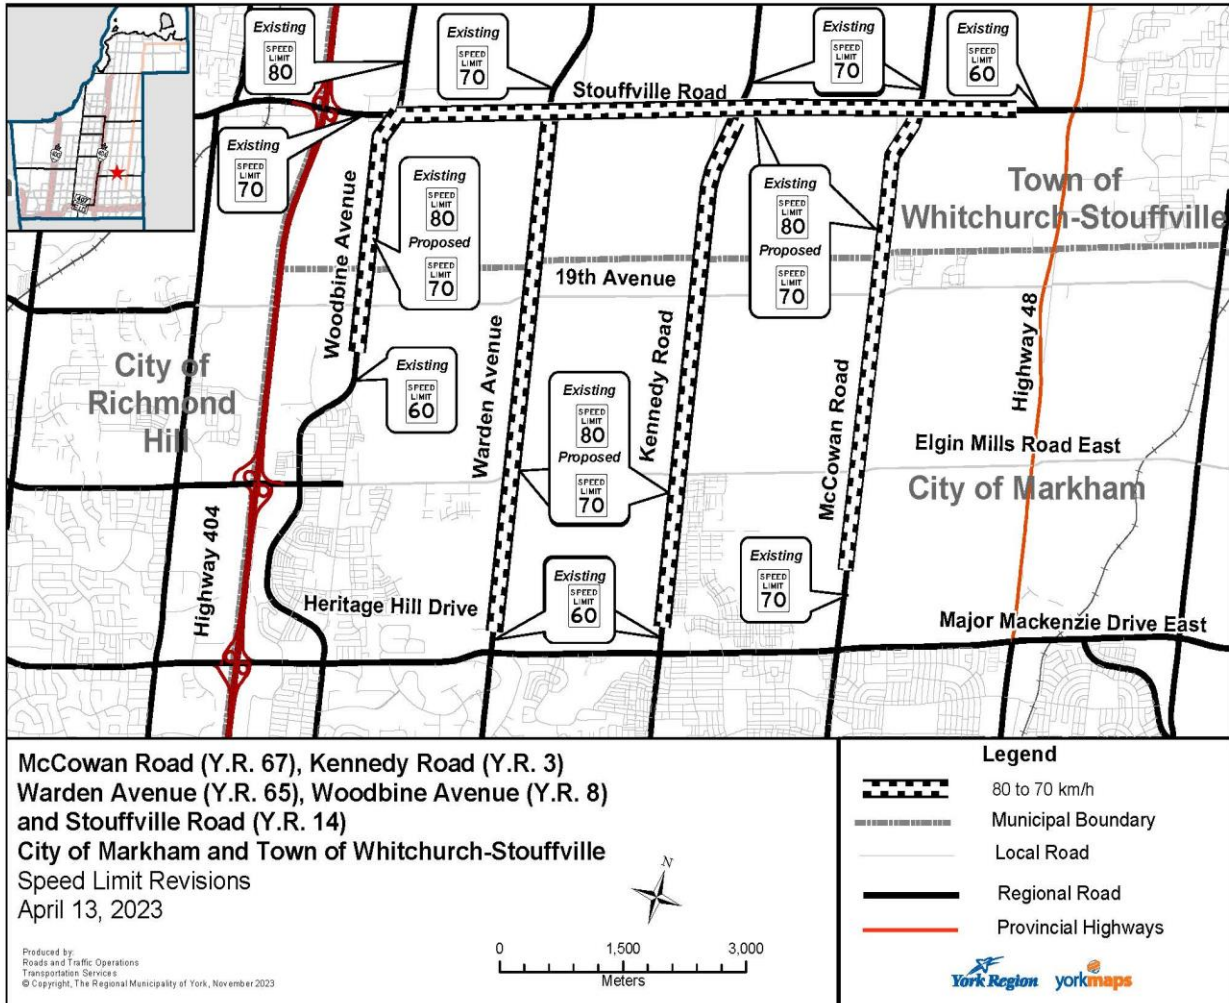 Existing
SPEED
LIMIT
80
Existing
SPEED
LIMIT
70
Existing
SPEED
LIMIT
70
Existing
SPEED
LIMIT
60
Stouffville Road
Existing
SPEED
LIMIT
70
Existing
SPEED
LIMIT
80
Proposed
SPEED
LIMIT
70
Existing
SPEED
LIMIT
80
Proposed
SPEED
LIMIT
70
Town of
Whitchurch-Stouffville
Woodbine Avenue
19th Avenue
Highway 48
City of
Richmond
Hill
Existing
SPEED
LIMIT
60
Warden Avenue
Existing
SPEED
LIMIT
80
Proposed
SPEED
LIMIT
70
Kennedy Road
McCowan Road
Elgin Mills Road East
City of Markham
Highway 404
Heritage Hill Drive
Existing
SPEED
LIMIT
60
Existing
SPEED
LIMIT
70
Major Mackenzie Drive East
McCowan Road (Y.R. 67), Kennedy Road (Y.R. 3)
Warden Avenue (Y.R. 65), Woodbine Avenue (Y.R. 8)
and Stouffville Road (Y.R. 14)
City of Markham and Town of Whitchurch-Stouffville
Speed Limit Revisions
April 13, 2023
N
Produced by:
Roads and Traffic Operations
Transportation Services
© Copyright, The Regional Municipality of York, November 2023
0 1,500 3,000
Meters
Legend
80 to 70 km/h
Municipal Boundary
Local Road
Regional Road
Provincial Highways
York Region yorkmaps